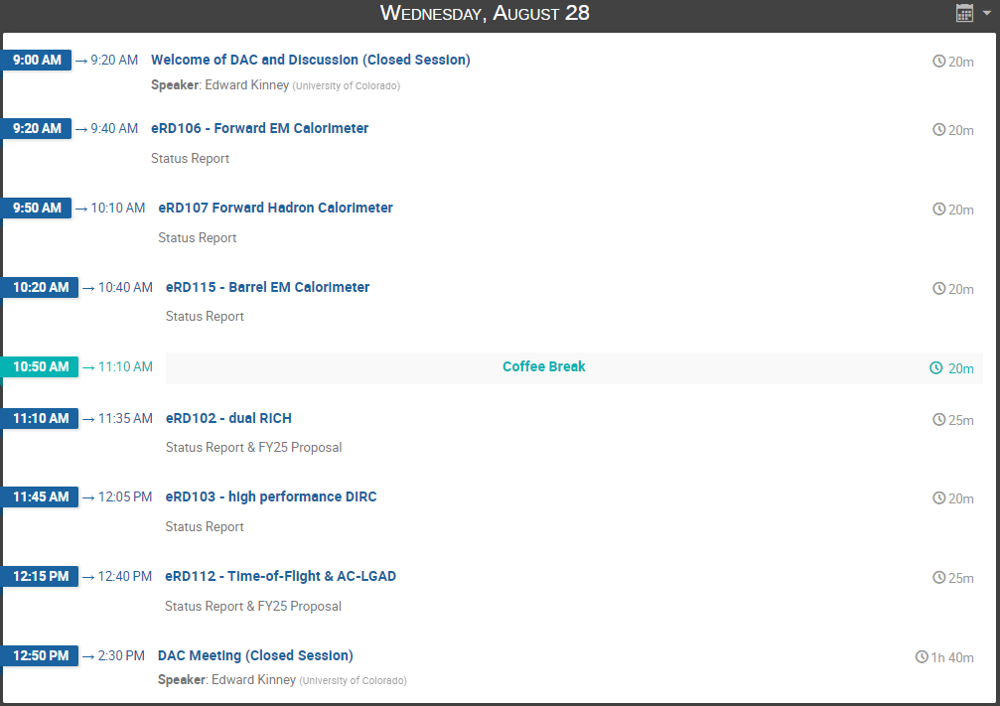 Wednesday, August 28
9:00 AM → 9:20 AM Welcome of DAC and Discussion (Closed Session) 20m
Speaker: Edward Kinney (University of Colorado)
9:20 AM → 9:40 AM eRD106 - Forward EM Calorimeter 20m
Status Report
9:50 AM → 10:10 AM eRD107 Forward Hadron Calorimeter 20m
Status Report
10:20 AM → 10:40 AM eRD115 - Barrel EM Calorimeter 20m
Status Report
10:50 AM → 11:10 AM Coffee Break 20m
11:10 AM → 11:35 AM eRD102 - dual RICH 25m
Status Report & FY25 Proposal
11:45 AM → 12:05 PM eRD103 - high performance DIRC 20m
Status Report
12:15 PM → 12:40 PM eRD112 - Time-of-Flight & AC-LGAD 25m
Status Report & FY25 Proposal
12:50 PM → 2:30 PM DAC Meeting (Closed Session) 1h 40m
Speaker: Edward Kinney (University of Colorado)